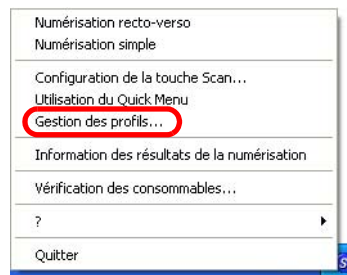 Numérisation recto-verso
Numérisation simple
Configuration de la touche Scan...
Utilisation du Quick Menu
Gestion des profils...
Information des résultats de la numérisation
Vérification des consommables...
?
Quitter
S